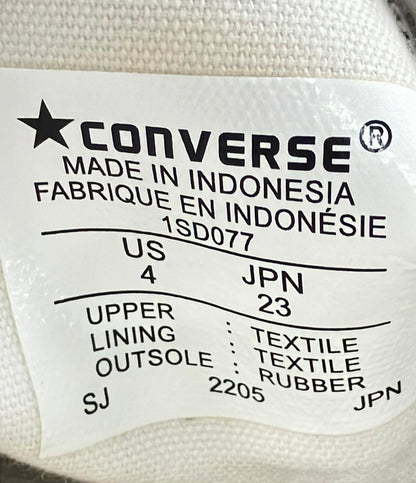 ★CONVERSE®
MADE IN INDONESIA
FABRIQUE EN INDONÉSIE
1SD077
US JPN
4 23
UPPER : TEXTILE
LINING : TEXTILE
OUTSOLE : RUBBER
SJ 2205 JPN